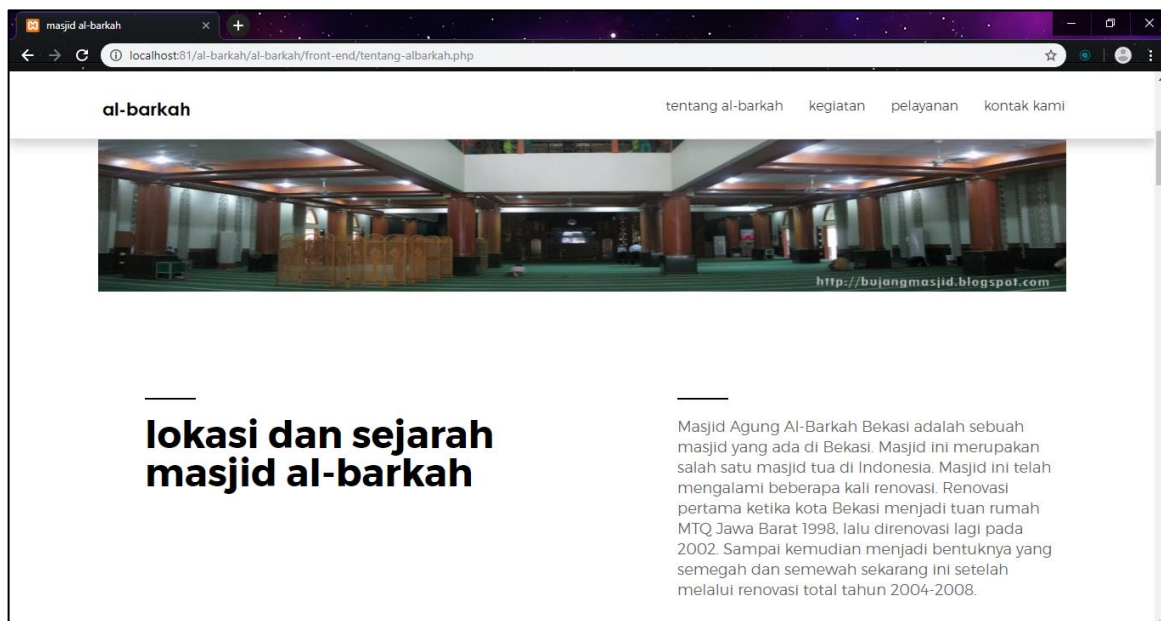 masjid al-barkah
localhost:81/al-barkah/al-barkah/front-end/tentang-albarkah.php
al-barkah
tentang al-barkah kegiatan pelayanan kontak kami
http://bujangmasjid.blogspot.com
lokasi dan sejarah
masjid al-barkah
Masjid Agung Al-Barkah Bekasi adalah sebuah
masjid yang ada di Bekasi. Masjid ini merupakan
salah satu masjid tua di Indonesia. Masjid ini telah
mengalami beberapa kali renovasi. Renovasi
pertama ketika kota Bekasi menjadi tuan rumah
MTQ Jawa Barat 1998, lalu direnovasi lagi pada
2002. Sampai kemudian menjadi bentuknya yang
semegah dan semewah sekarang ini setelah
melalui renovasi total tahun 2004-2008.